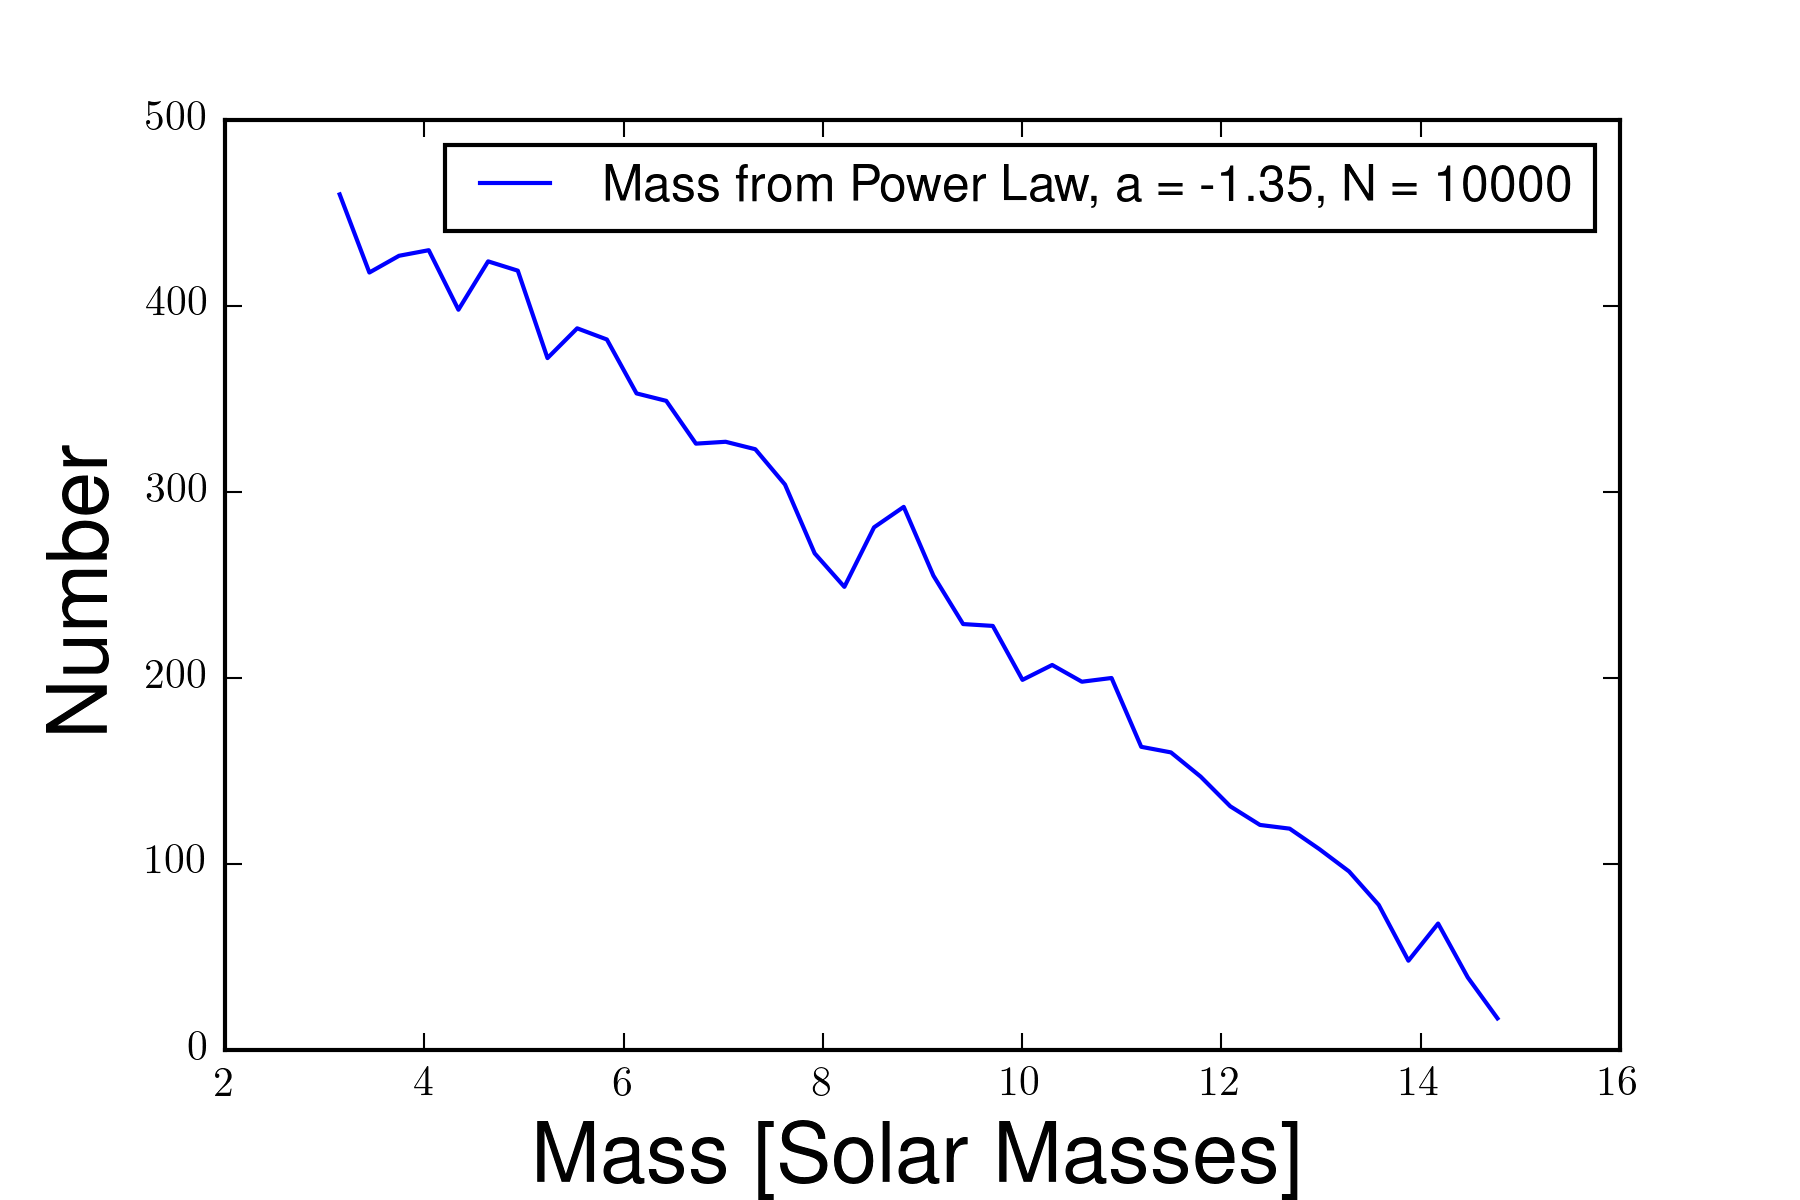 500
Mass from Power Law, a = -1.35, N = 10000
400
300
200
100
0
Number
2 4 6 8 10 12 14 16
Mass [Solar Masses]